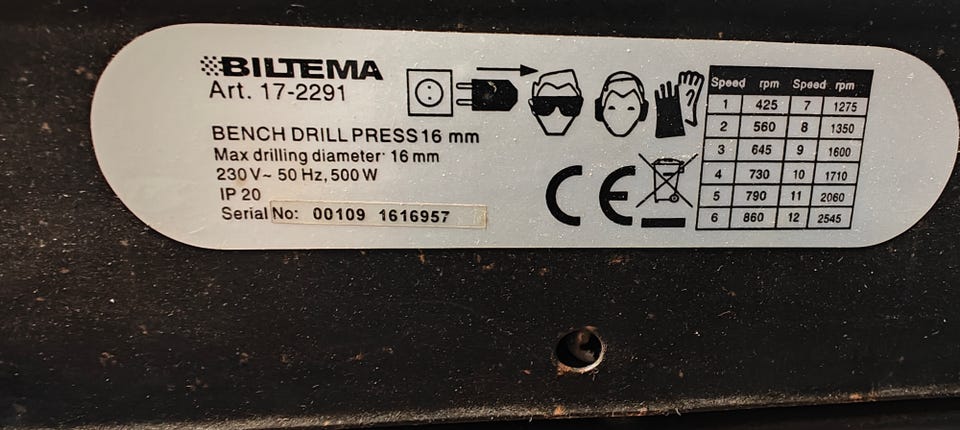 BILTEMA
Art. 17-2291
BENCH DRILL PRESS 16 mm
Max drilling diameter 16 mm
230 V~ 50 Hz, 500 W
IP 20
Serial No: 00109 1616957
CE
Speed rpm Speed rpm
1 425 7 1275
2 560 8 1350
3 645 9 1600
4 730 10 1710
5 790 11 2060
6 860 12 2545